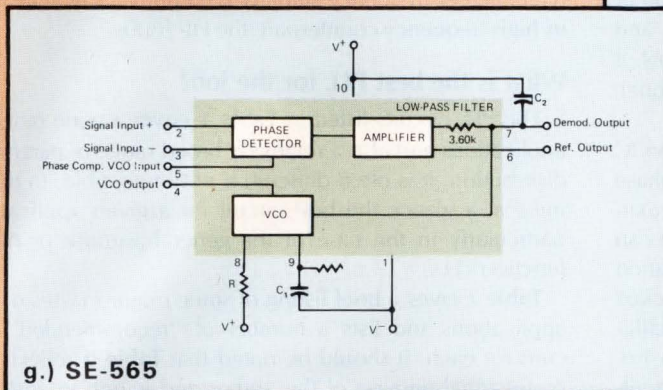 V+
10
C2
LOW-PASS FILTER
Signal Input + 2
PHASE DETECTOR
AMPLIFIER
3.60k
7 Demod. Output
Signal Input - 3
6 Ref. Output
Phase Comp. VCO Input 5
VCO Output 4
VCO
8
9
1
R1
C1
V+
V-
g.) SE-565